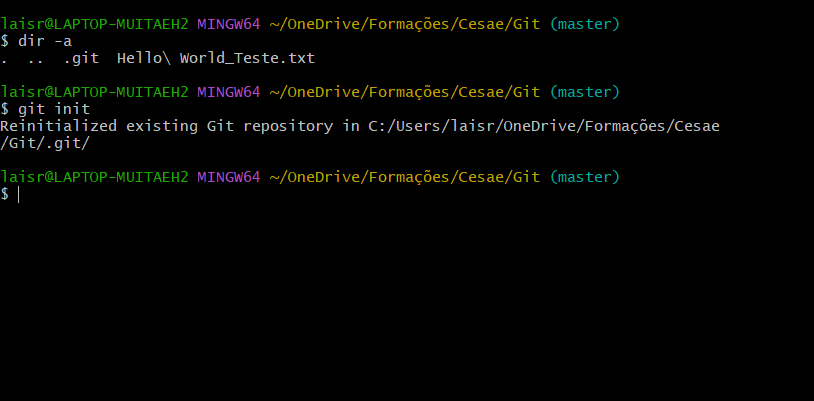 laisr@LAPTOP-MUITAEH2 MINGW64 ~/OneDrive/Formações/Cesae/Git (master)
$ dir -a
.  ..  .git  Hello\ World_Teste.txt
laisr@LAPTOP-MUITAEH2 MINGW64 ~/OneDrive/Formações/Cesae/Git (master)
$ git init
Reinitialized existing Git repository in C:/Users/laisr/OneDrive/Formações/Cesae
/Git/.git/
laisr@LAPTOP-MUITAEH2 MINGW64 ~/OneDrive/Formações/Cesae/Git (master)
$